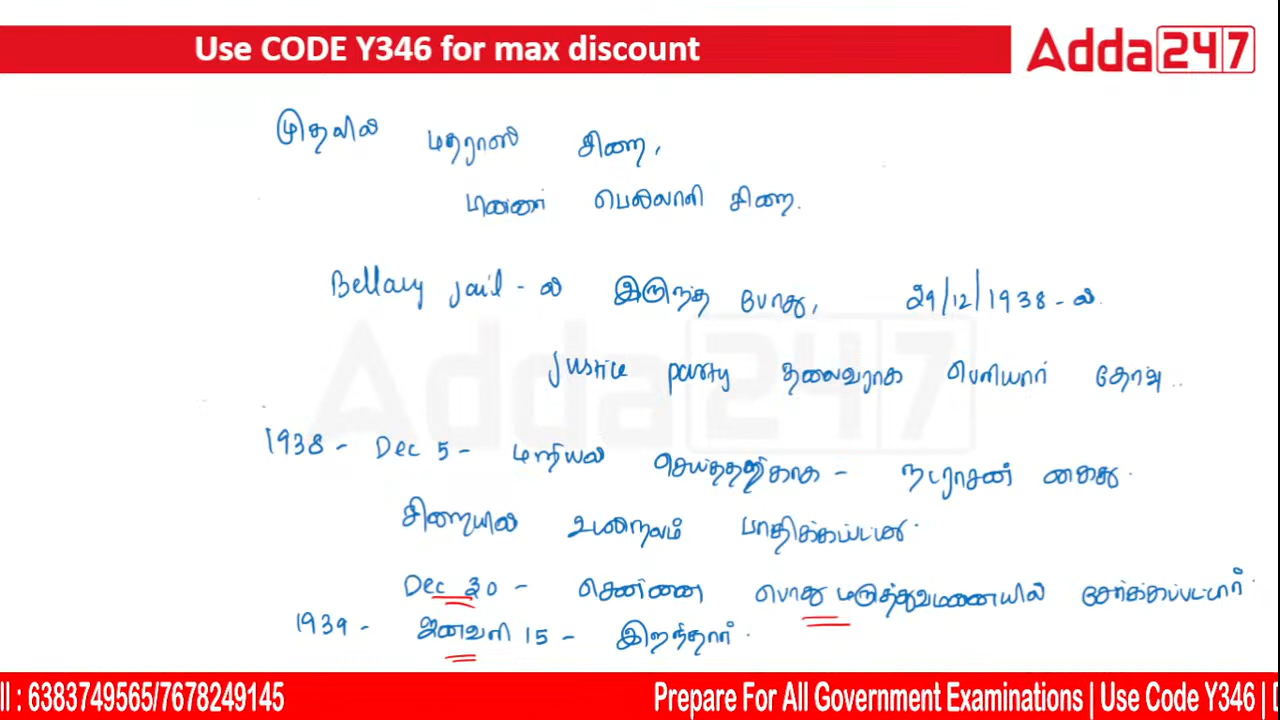 Use CODE Y346 for max discount
Adda247
முதலில் மதராஸ் சிறை,
பின்னர் பெல்லாரி சிறை.
Bellary jail - ல் இருந்த போது, 29/12/1938 - ல்
Justice party தலைவராக பெரியார் தேர்வு..
1938 - Dec 5 - மறியல் செய்ததற்காக - நடராசன் கைது.
சிறையில் உடல்நலம் பாதிக்கப்பட்டது.
Dec 30 - சென்னை பொது மருத்துவமனையில் சேர்க்கப்பட்டார்
1939 - ஜனவரி 15 - இறந்தார்.
ll : 6383749565/7678249145 Prepare For All Government Examinations | Use Code Y346 |